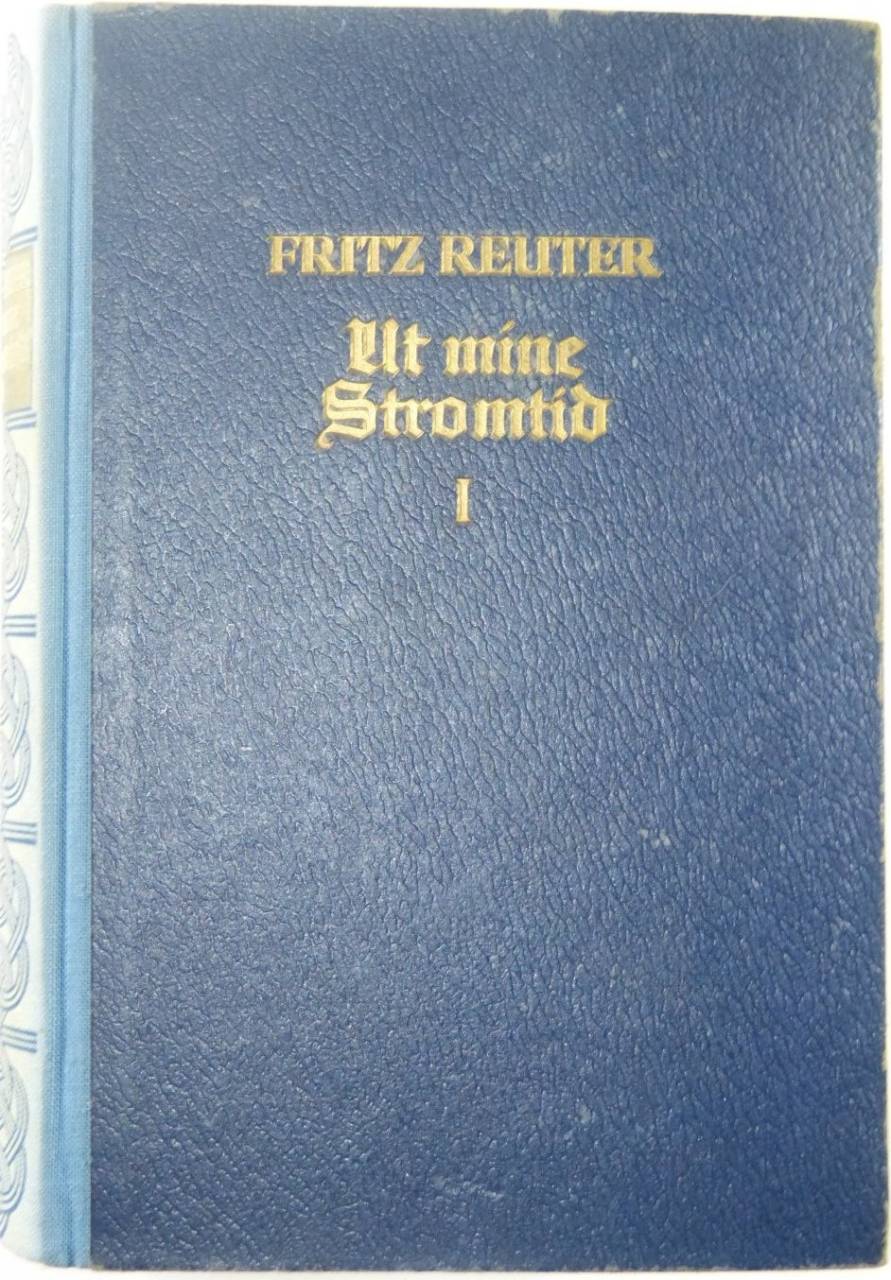 FRITZ REUTER
Ut mine
Stromtid
I